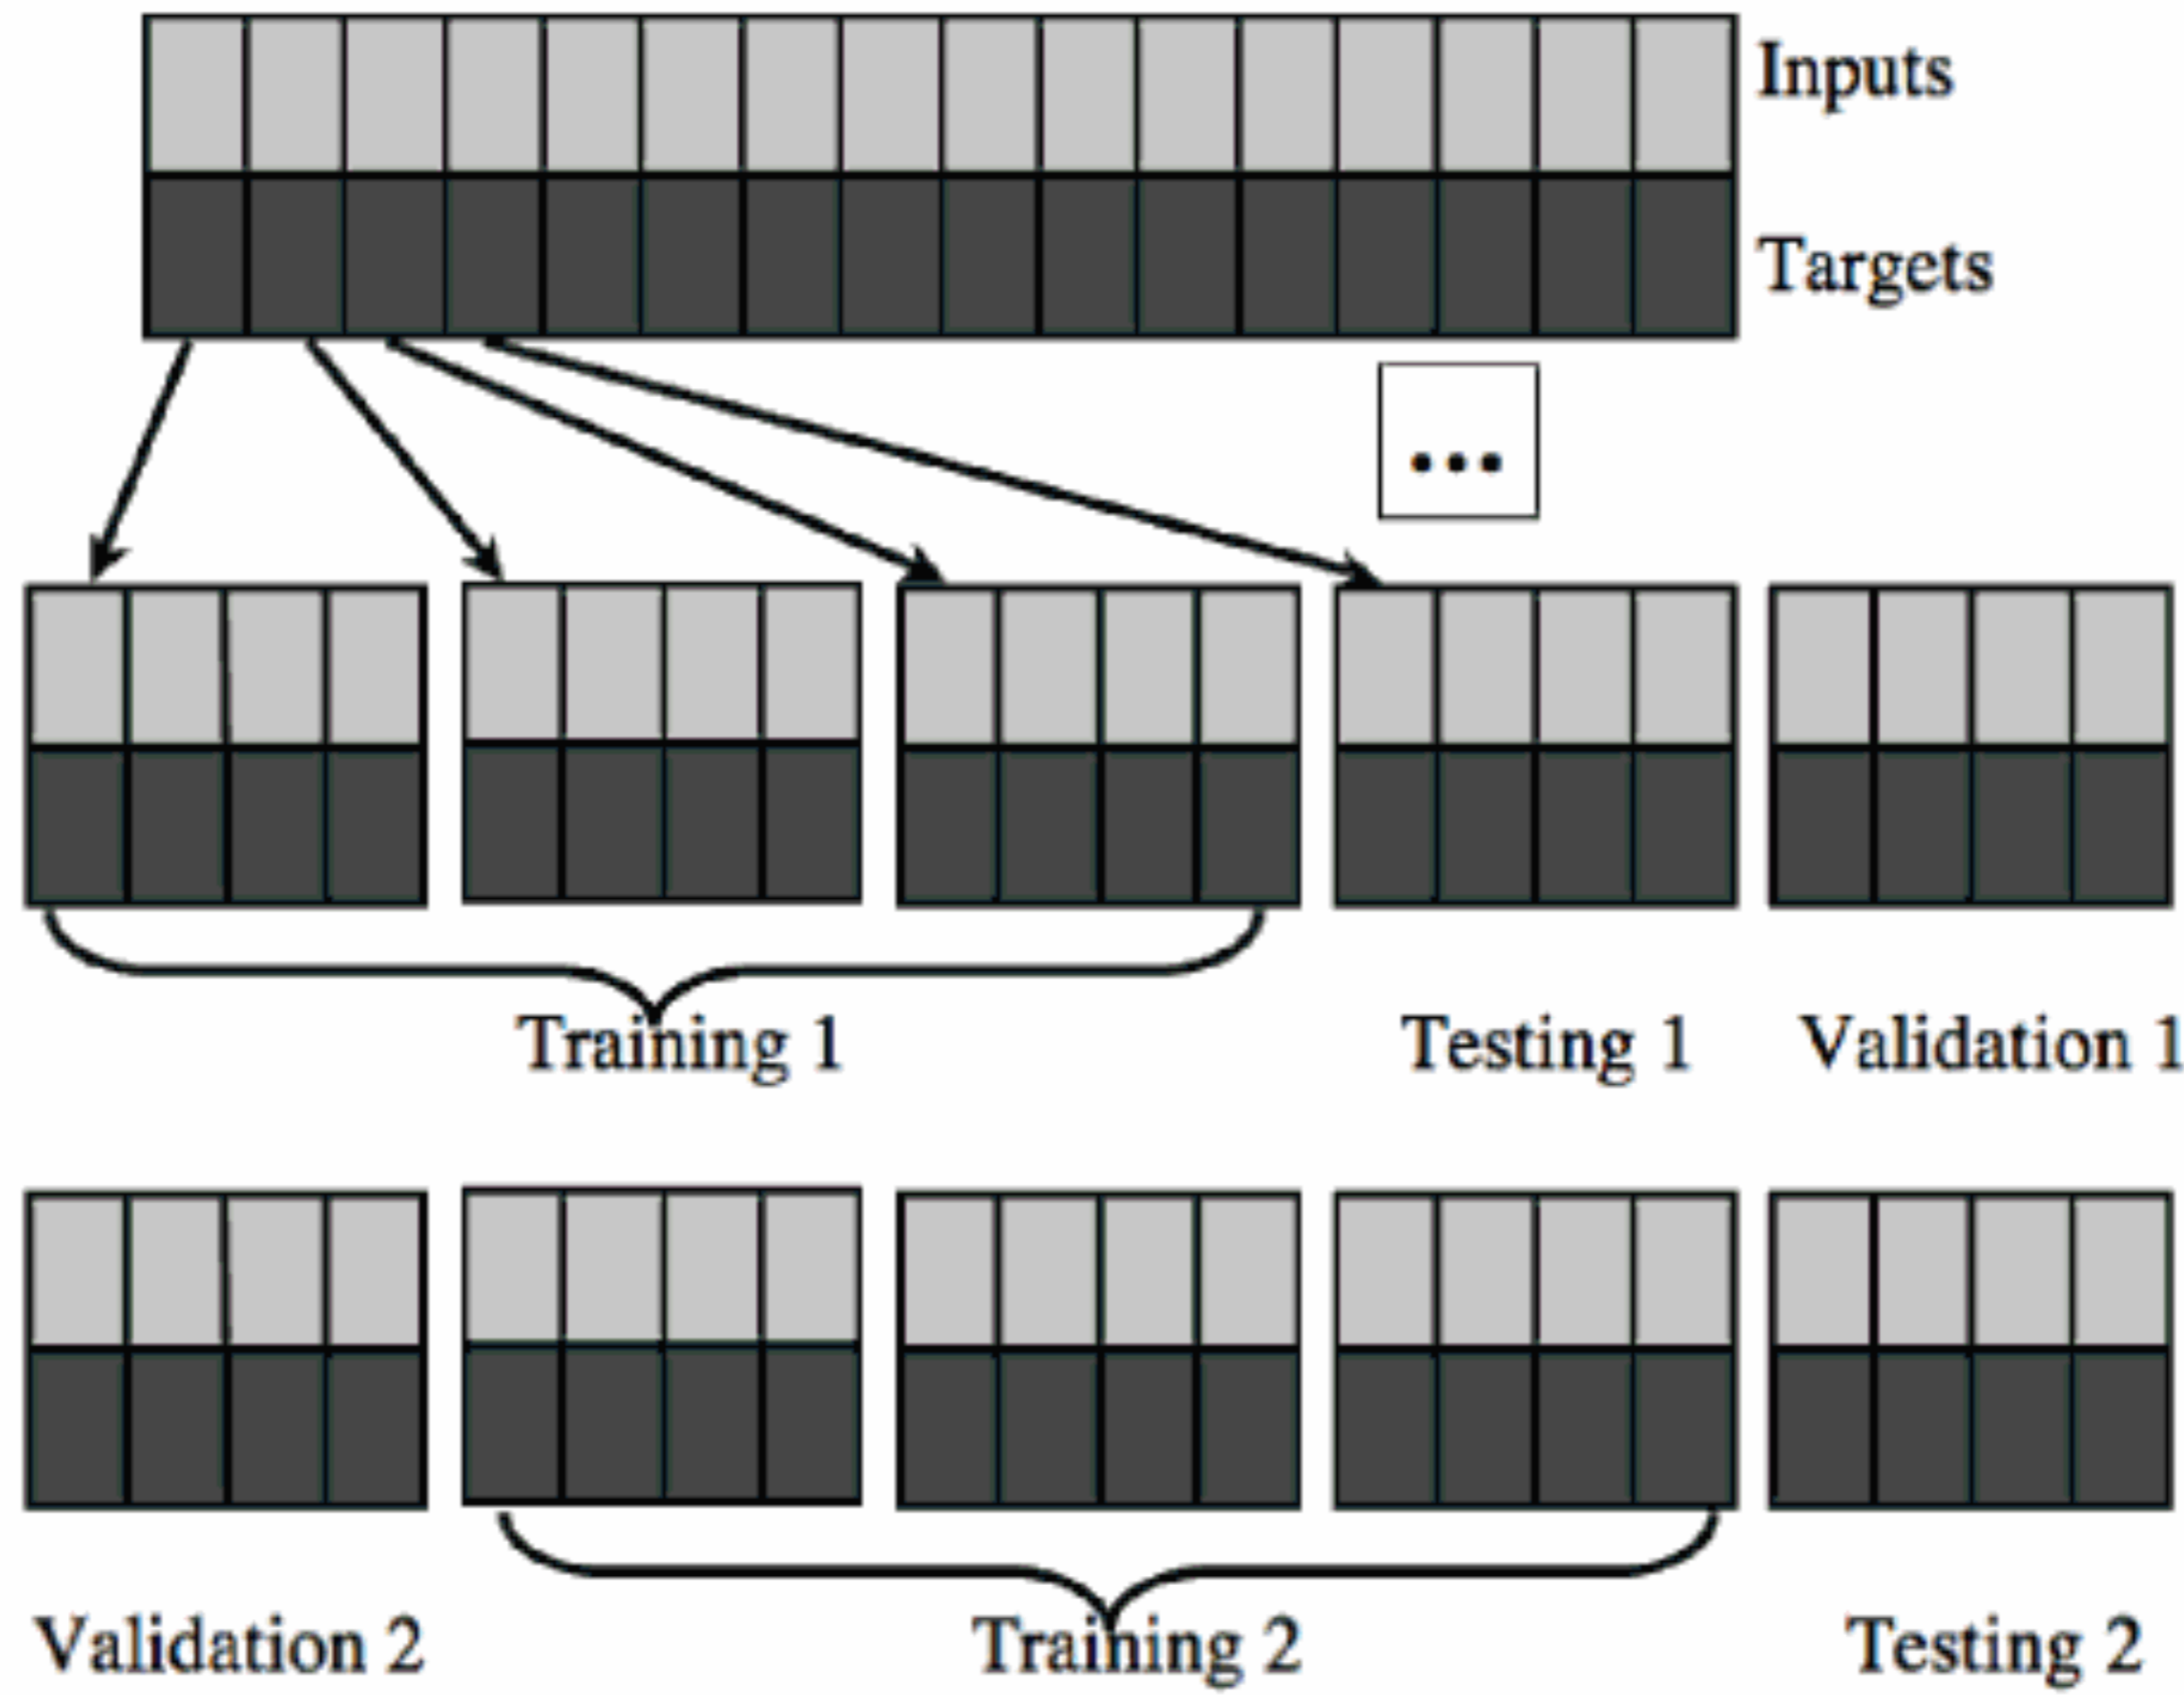 Inputs
Targets
...
Training 1
Testing 1
Validation 1
Validation 2
Training 2
Testing 2